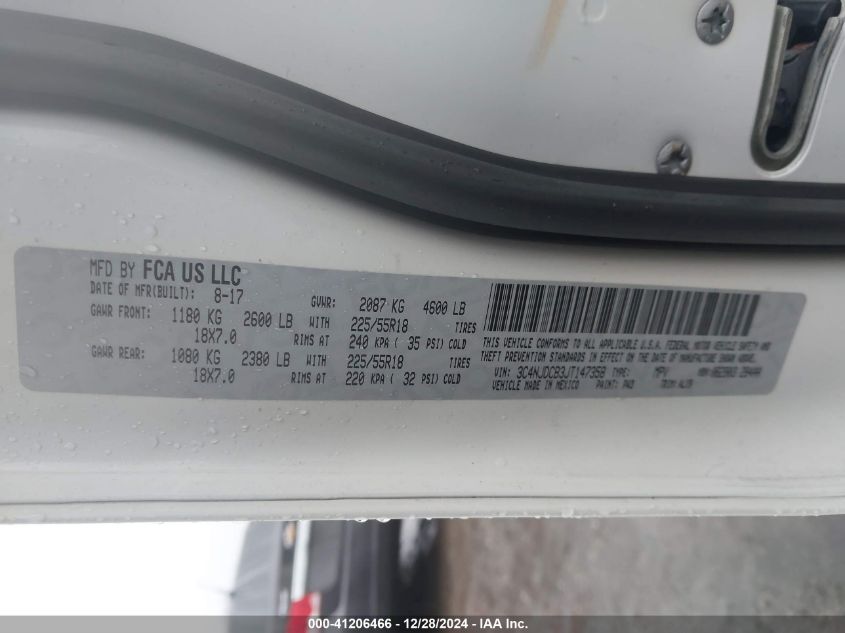 MFD BY FCA US LLC
DATE OF MFR(BUILT): 8-17 GVWR: 2087 KG 4600 LB
GAWR FRONT: 1180 KG 2600 LB WITH 225/55R18 TIRES
18X7.0 RIMS AT 240 KPA ( 35 PSI) COLD
GAWR REAR: 1080 KG 2380 LB WITH 225/55R18 TIRES
18X7.0 RIMS AT 220 KPA ( 32 PSI) COLD
THIS VEHICLE CONFORMS TO ALL APPLICABLE U.S.A. FEDERAL MOTOR VEHICLE SAFETY AND
THEFT PREVENTION STANDARDS IN EFFECT ON THE DATE OF MANUFACTURE SHOWN ABOVE.
VIN: 3C4NJDCB3JT147358 TYPE: MPV
VEHICLE MADE IN MEXICO PAINT: PW3 TRIM:
000-41206466 - 12/28/2024 - IAA Inc.